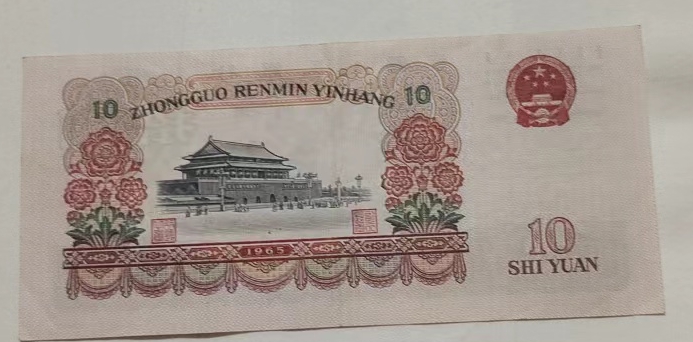 10 ZHONGGUO RENMIN YINHANG 10
1965
10
SHI YUAN